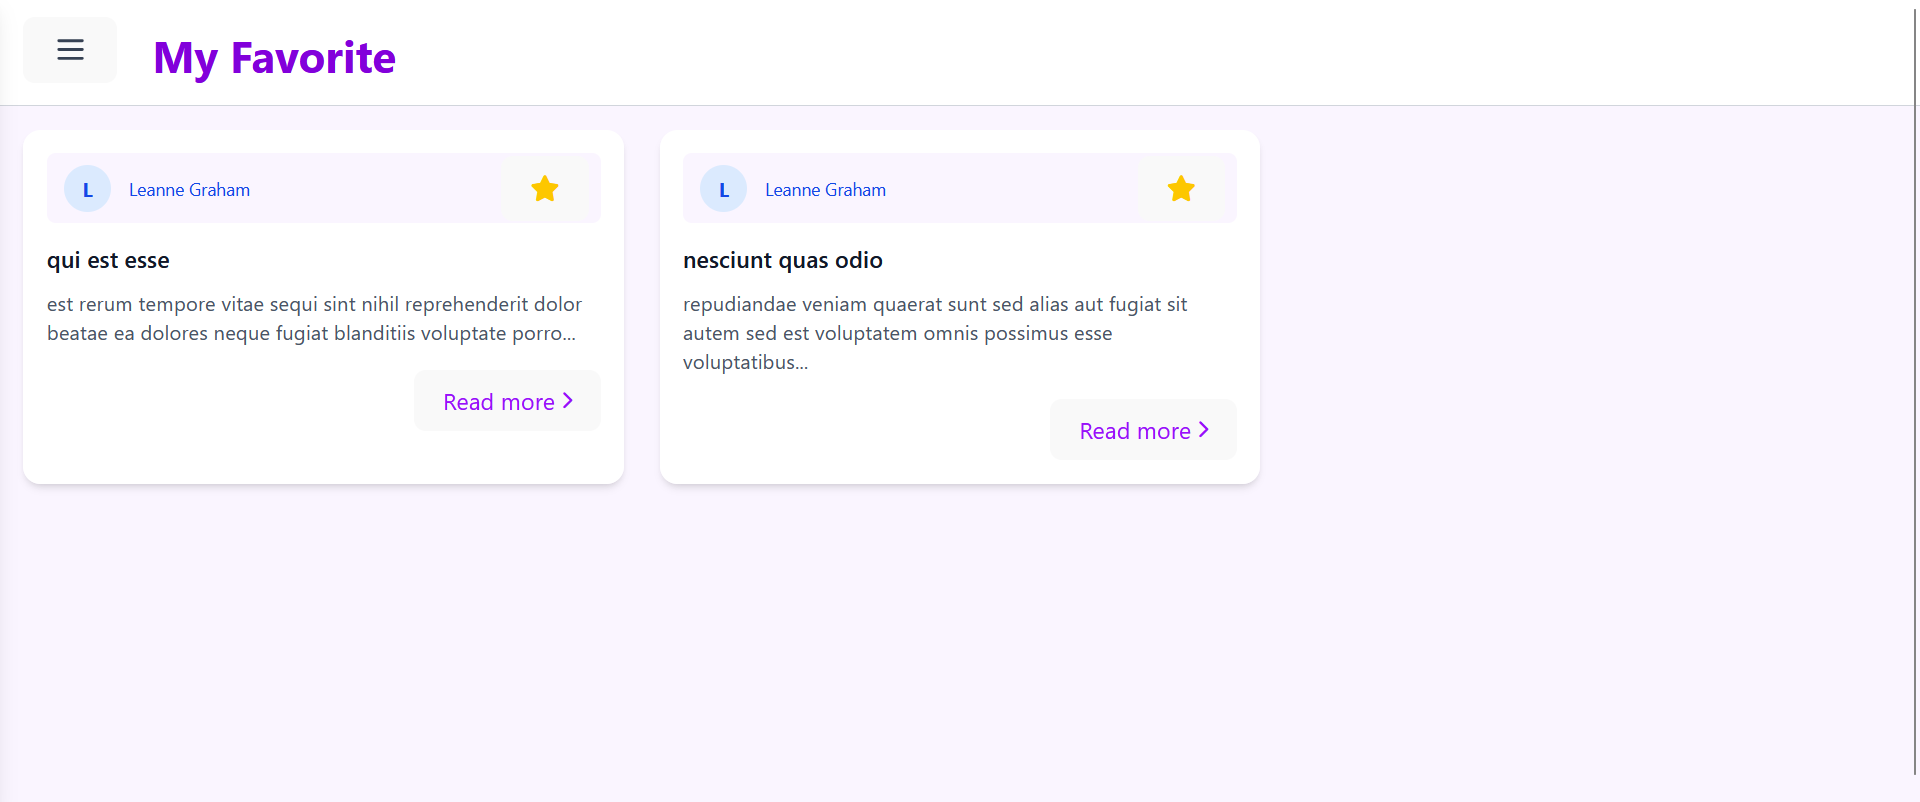 My Favorite
L
Leanne Graham
qui est esse
est rerum tempore vitae sequi sint nihil reprehenderit dolor
beatae ea dolores neque fugiat blanditiis voluptate porro...
Read more
L
Leanne Graham
nesciunt quas odio
repudiandae veniam quaerat sunt sed alias aut fugiat sit
autem sed est voluptatem omnis possimus esse
voluptatibus...
Read more